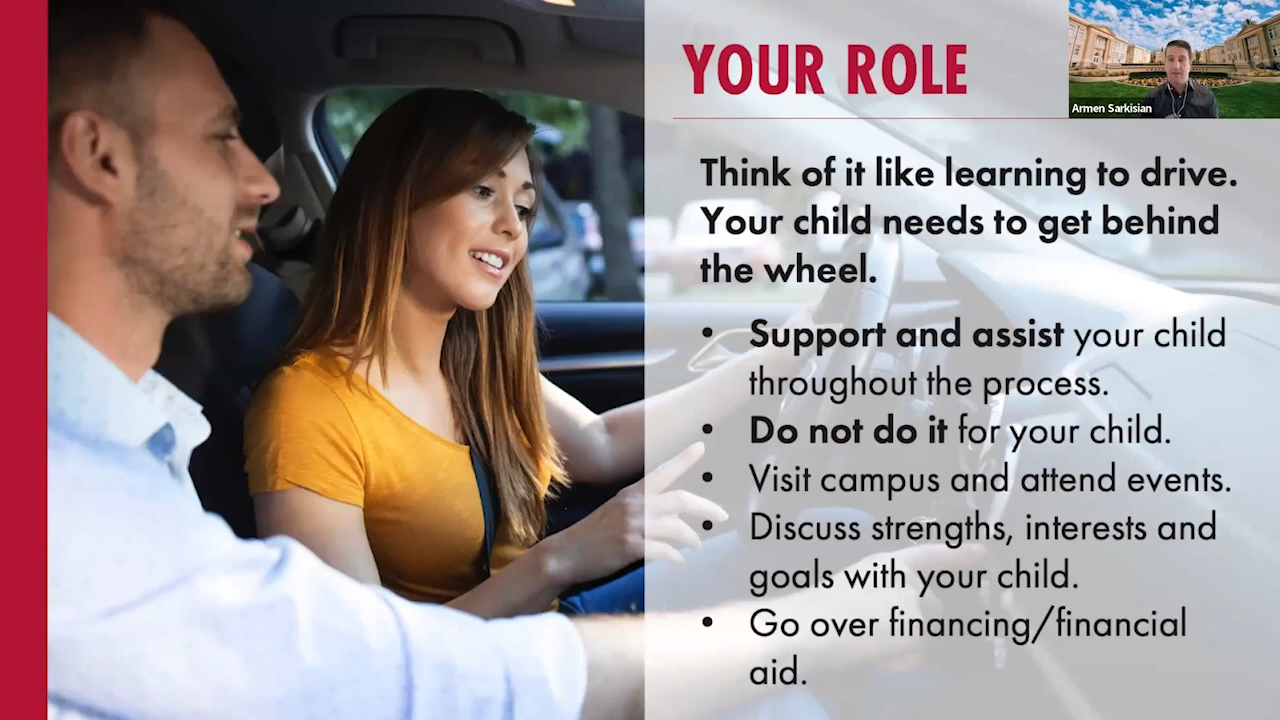 YOUR ROLE
Armen Sarkisian
Think of it like learning to drive.
Your child needs to get behind
the wheel.
• Support and assist your child
throughout the process.
• Do not do it for your child.
• Visit campus and attend events.
• Discuss strengths, interests and
goals with your child.
• Go over financing/financial
aid.